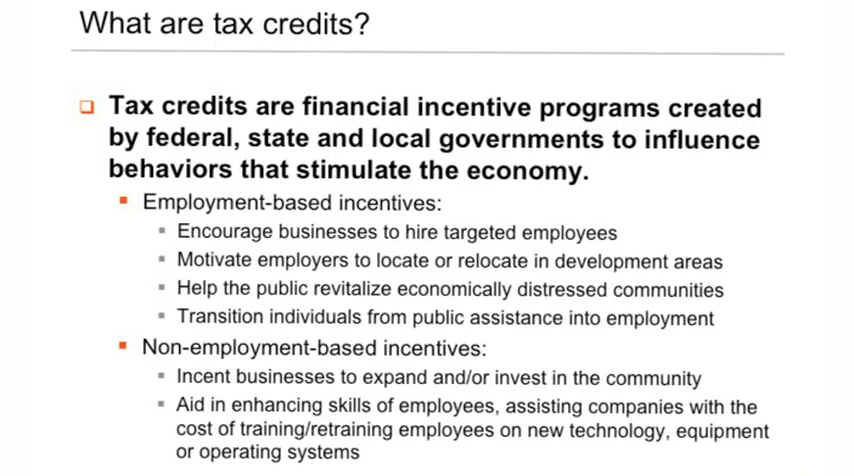 What are tax credits?
Tax credits are financial incentive programs created
by federal, state and local governments to influence
behaviors that stimulate the economy.
Employment-based incentives:
Encourage businesses to hire targeted employees
Motivate employers to locate or relocate in development areas
Help the public revitalize economically distressed communities
Transition individuals from public assistance into employment
Non-employment-based incentives:
Incent businesses to expand and/or invest in the community
Aid in enhancing skills of employees, assisting companies with the
cost of training/retraining employees on new technology, equipment
or operating systems